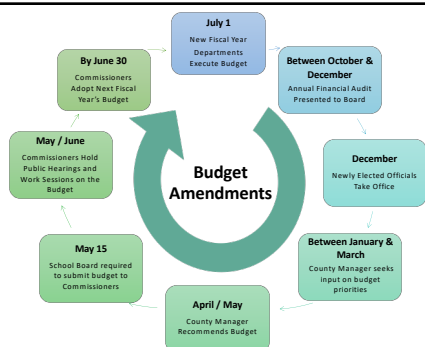 July 1
New Fiscal Year
Departments
Execute Budget
Between October &
December
Annual Financial Audit
Presented to Board
December
Newly Elected Officials
Take Office
Between January &
March
County Manager seeks
input on budget
priorities
April / May
County Manager
Recommends Budget
May 15
School Board required
to submit budget to
Commissioners
May / June
Commissioners Hold
Public Hearings and
Work Sessions on the
Budget
By June 30
Commissioners
Adopt Next Fiscal
Year's Budget
Budget
Amendments